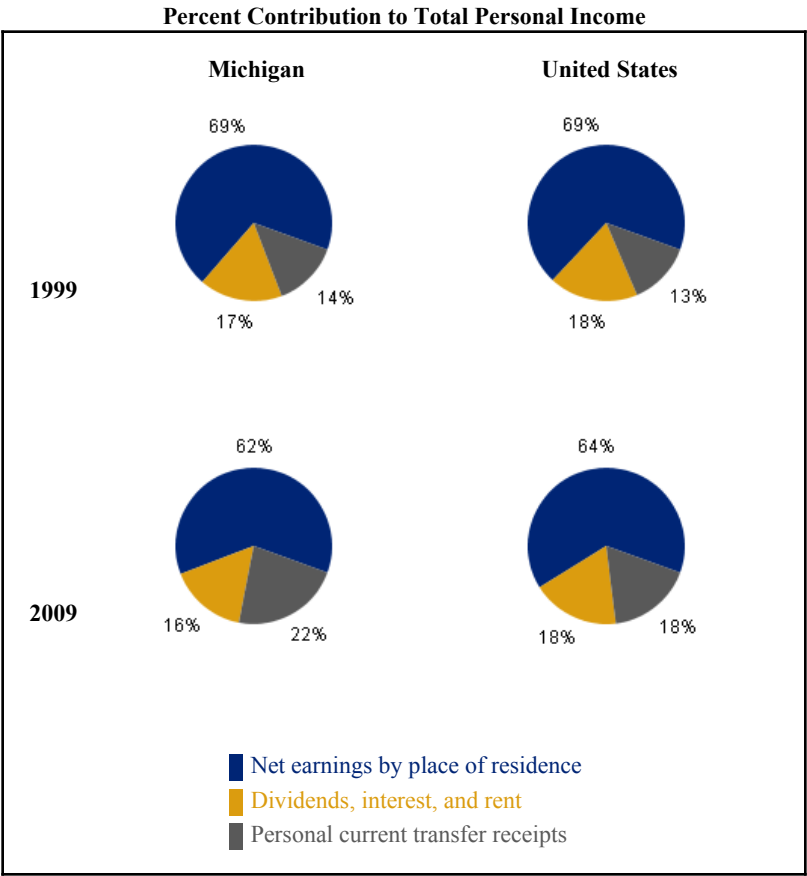 Percent Contribution to Total Personal Income
Michigan United States
69% 69%
1999
14% 13%
17% 18%
62% 64%
2009
16% 22% 18% 18%
Net earnings by place of residence
Dividends, interest, and rent
Personal current transfer receipts